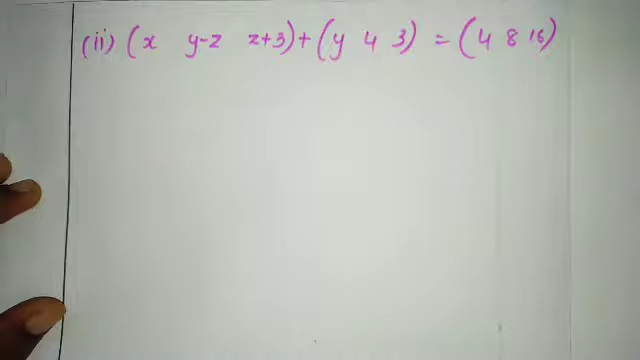 (ii) (x y-z z+3)+(y 4 3) = (4 8 16)